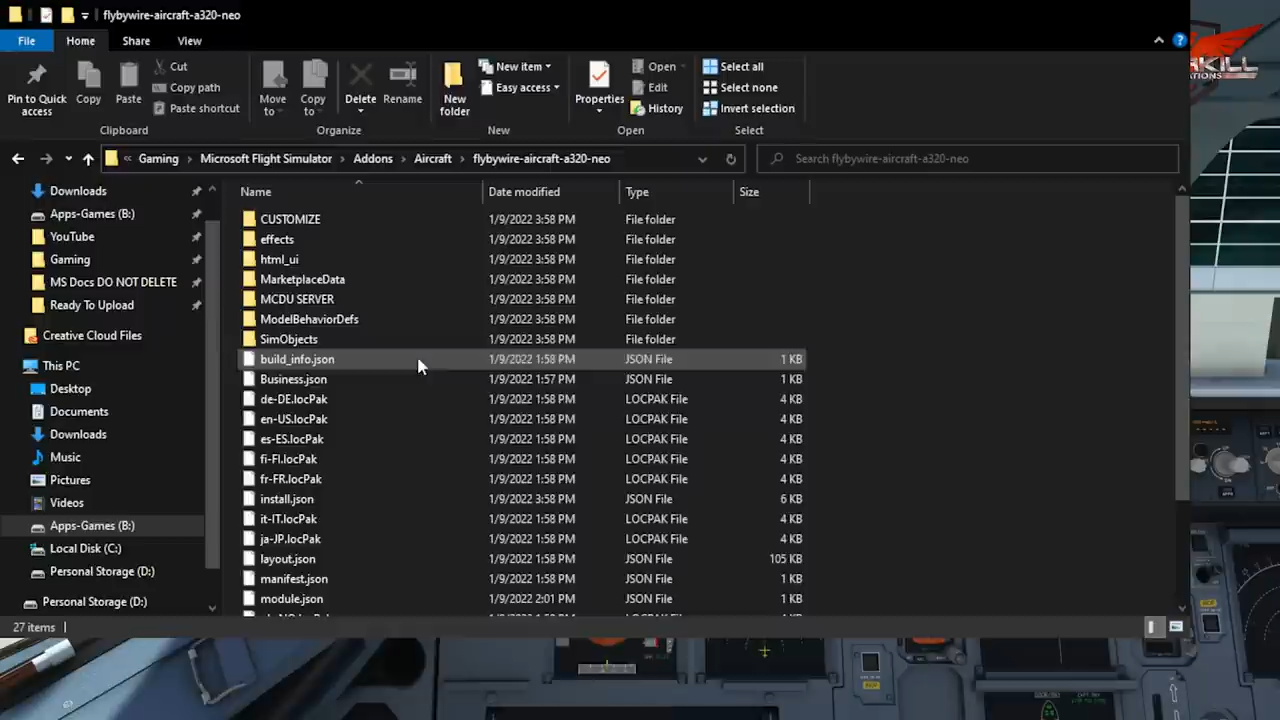 flybywire-aircraft-a320-neo
File Home Share View
Pin to Quick access
Copy
Paste
Cut
Copy path
Paste shortcut
Clipboard
Move to
Copy to
Delete
Rename
Organize
New folder
New item
Easy access
New
Properties
Open
Edit
History
Open
Select all
Select none
Invert selection
Select
« Gaming > Microsoft Flight Simulator > Addons > Aircraft > flybywire-aircraft-a320-neo
Search flybywire-aircraft-a320-neo
Downloads
Apps-Games (B:)
YouTube
Gaming
MS Docs DO NOT DELETE
Ready To Upload
Creative Cloud Files
This PC
Desktop
Documents
Downloads
Music
Pictures
Videos
Apps-Games (B:)
Local Disk (C:)
Personal Storage (D:)
Personal Storage (D:)
Name Date modified Type Size
CUSTOMIZE 1/9/2022 3:58 PM File folder
effects 1/9/2022 3:58 PM File folder
html_ui 1/9/2022 3:58 PM File folder
MarketplaceData 1/9/2022 3:58 PM File folder
MCDU SERVER 1/9/2022 3:58 PM File folder
ModelBehaviorDefs 1/9/2022 3:58 PM File folder
SimObjects 1/9/2022 3:58 PM File folder
build_info.json 1/9/2022 1:58 PM JSON File 1 KB
Business.json 1/9/2022 1:57 PM JSON File 1 KB
de-DE.locPak 1/9/2022 1:58 PM LOCPAK File 4 KB
en-US.locPak 1/9/2022 1:58 PM LOCPAK File 4 KB
es-ES.locPak 1/9/2022 1:58 PM LOCPAK File 4 KB
fi-FI.locPak 1/9/2022 1:58 PM LOCPAK File 4 KB
fr-FR.locPak 1/9/2022 1:58 PM LOCPAK File 4 KB
install.json 1/9/2022 3:58 PM JSON File 6 KB
it-IT.locPak 1/9/2022 1:58 PM LOCPAK File 4 KB
ja-JP.locPak 1/9/2022 1:58 PM LOCPAK File 4 KB
layout.json 1/9/2022 1:58 PM JSON File 105 KB
manifest.json 1/9/2022 1:58 PM JSON File 1 KB
module.json 1/9/2022 2:01 PM JSON File 1 KB
27 items